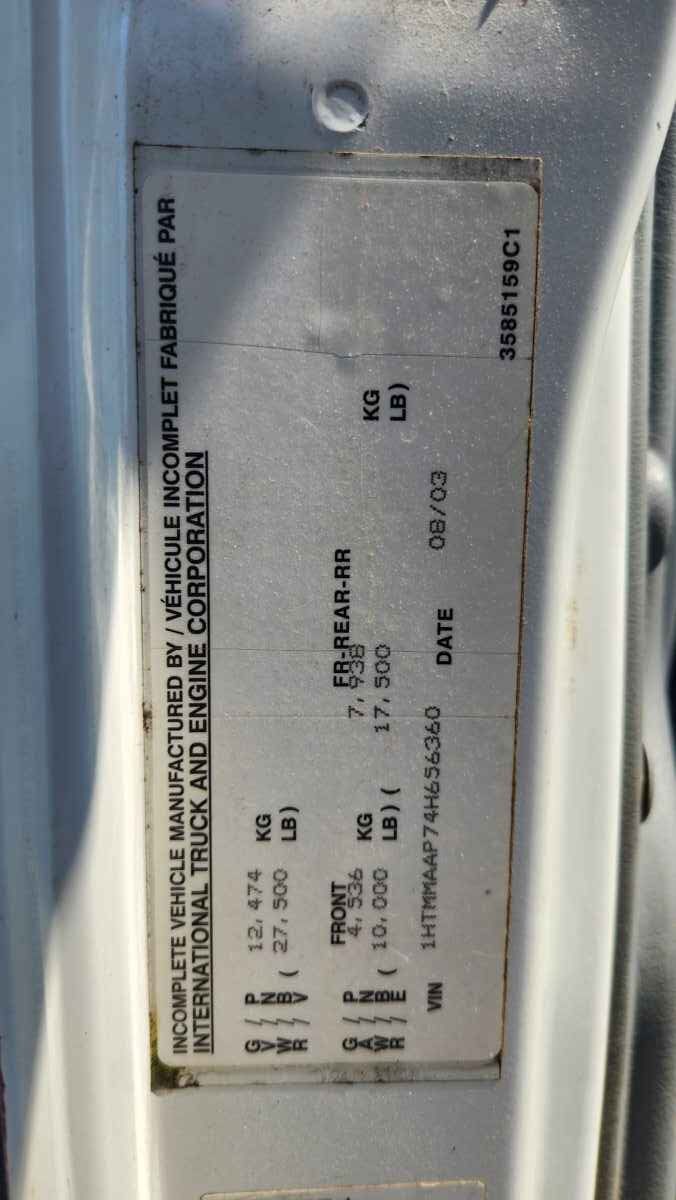 INCOMPLETE VEHICLE MANUFACTURED BY / VÉHICULE INCOMPLET FABRIQUÉ PAR
INTERNATIONAL TRUCK AND ENGINE CORPORATION
G / P 12,474 KG
V / N
W / B ( 27,500 LB )
R / V
FRONT FR-REAR-RR
G / P 4,536 KG 7,938 KG
A / N
W / B ( 10,000 LB ) ( 17,500 LB )
R / E
VIN 1HTMMAAP74H656360 DATE 08/03
3585159C1